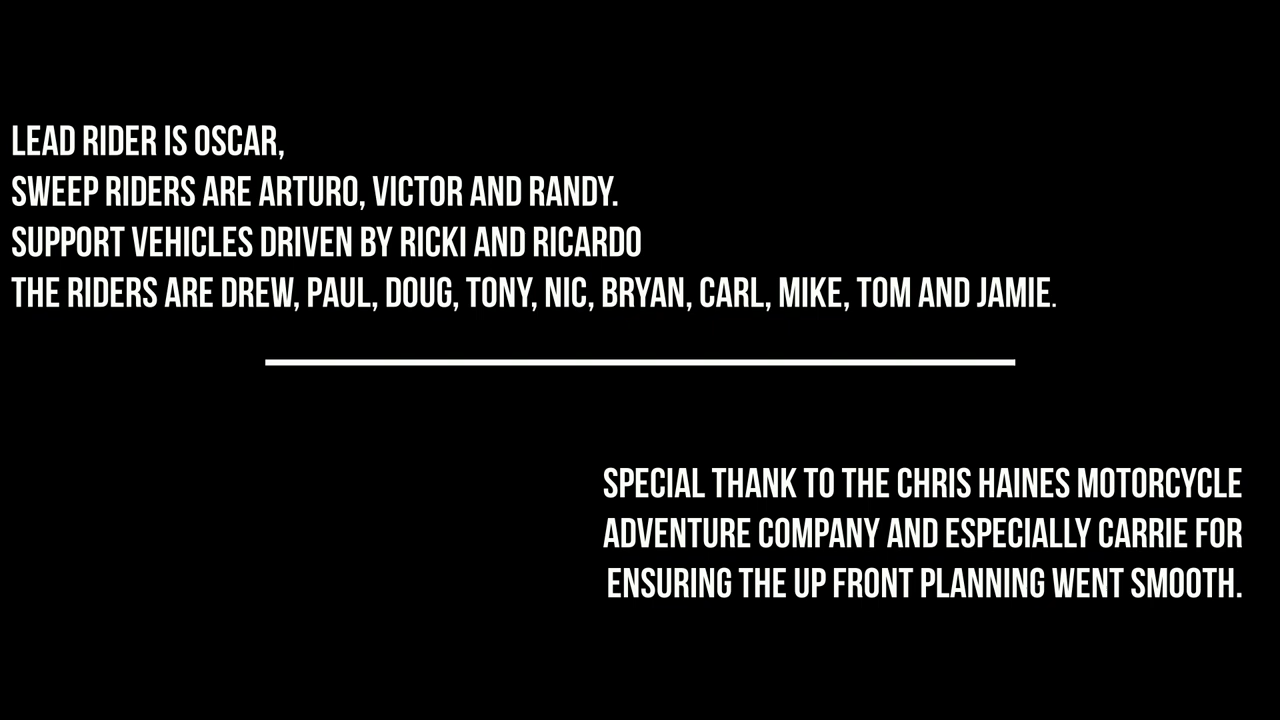 LEAD RIDER IS OSCAR,
SWEEP RIDERS ARE ARTURO, VICTOR AND RANDY.
SUPPORT VEHICLES DRIVEN BY RICKI AND RICARDO
THE RIDERS ARE DREW, PAUL, DOUG, TONY, NIC, BRYAN, CARL, MIKE, TOM AND JAMIE.
SPECIAL THANK TO THE CHRIS HAINES MOTORCYCLE
ADVENTURE COMPANY AND ESPECIALLY CARRIE FOR
ENSURING THE UP FRONT PLANNING WENT SMOOTH.